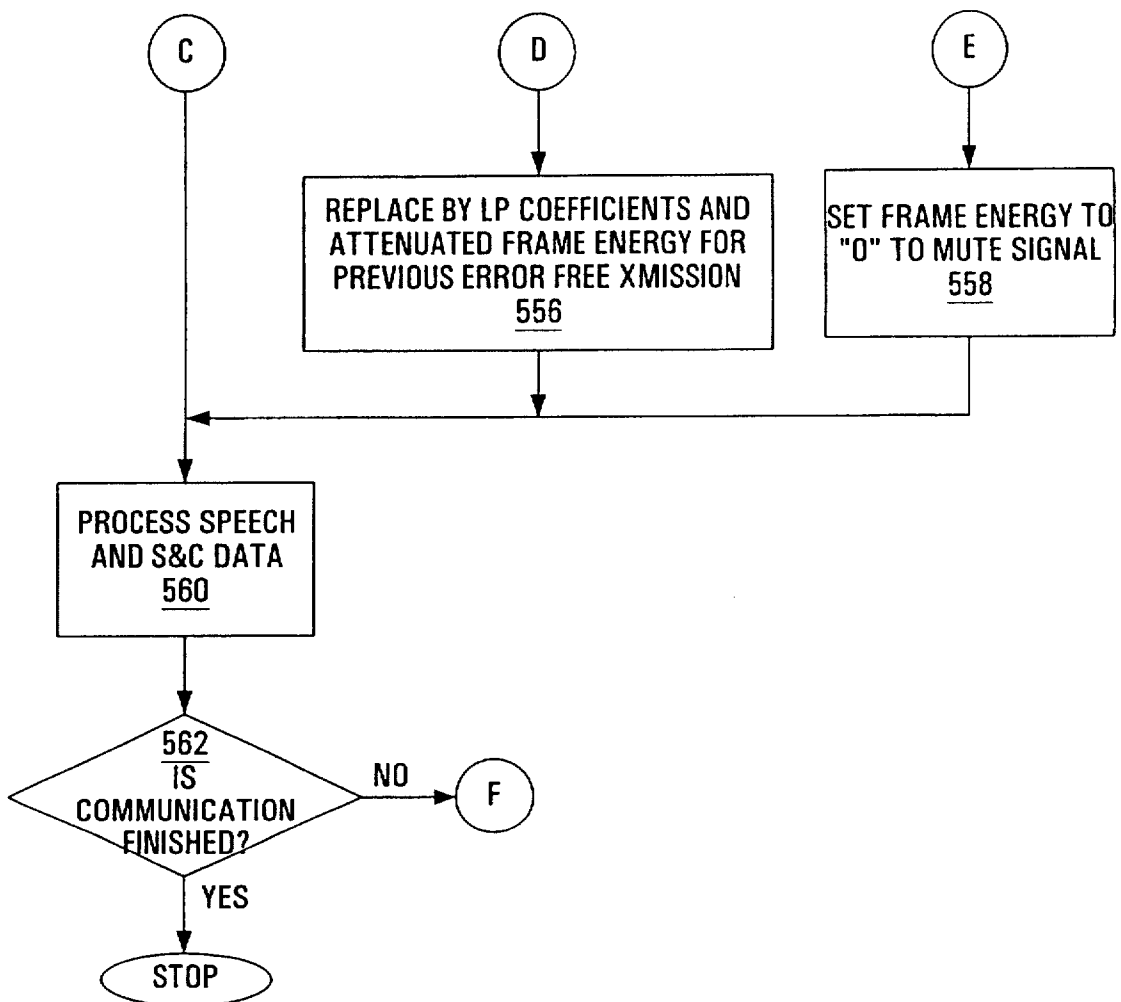 C
D
E
REPLACE BY LP COEFFICIENTS AND
ATTENUATED FRAME ENERGY FOR
PREVIOUS ERROR FREE XMISSION
556
SET FRAME ENERGY TO
"0" TO MUTE SIGNAL
558
PROCESS SPEECH
AND S&C DATA
560
562
IS
COMMUNICATION
FINISHED?
NO
F
YES
STOP